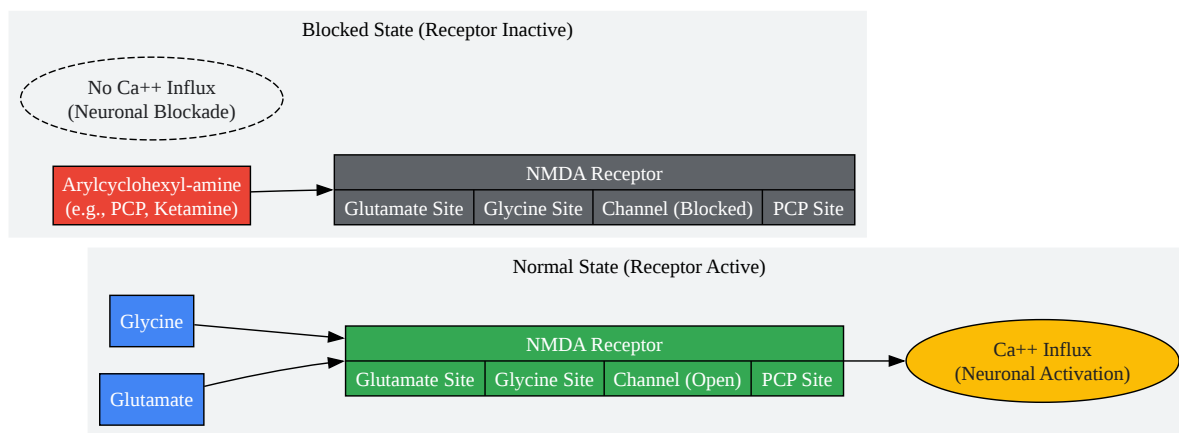 Blocked State (Receptor Inactive)
No Ca++ Influx
(Neuronal Blockade)
Arylcyclohexyl-amine
(e.g., PCP, Ketamine)
NMDA Receptor
Glutamate Site Glycine Site Channel (Blocked) PCP Site
Normal State (Receptor Active)
Glycine
Glutamate
NMDA Receptor
Glutamate Site Glycine Site Channel (Open) PCP Site
Ca++ Influx
(Neuronal Activation)